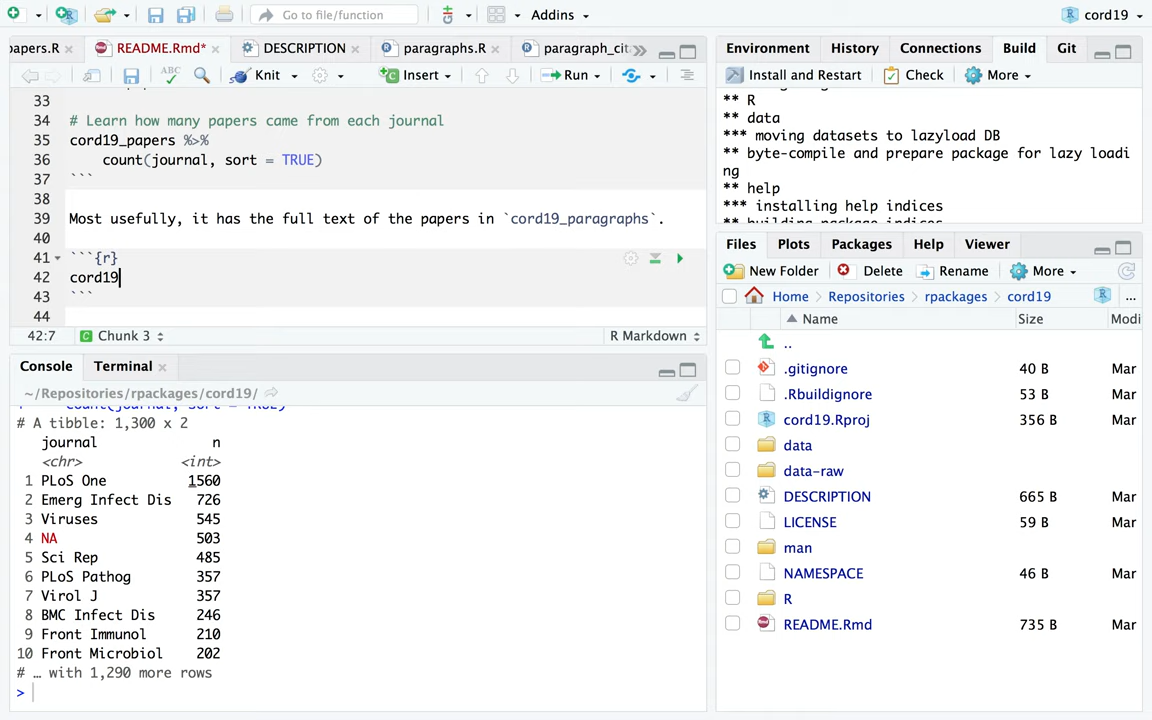 Go to file/function
Addins
cord19
papers.R
README.Rmd*
DESCRIPTION
paragraphs.R
paragraph_cit
ABC
Knit
Insert
Run
33
34 # Learn how many papers came from each journal
35 cord19_papers %>%
36 count(journal, sort = TRUE)
37 ```
38
39 Most usefully, it has the full text of the papers in `cord19_paragraphs`.
40
41 ```{r}
42 cord19
43 ```
44
42:7 Chunk 3 R Markdown
Console Terminal
~/Repositories/rpackages/cord19/
count(journal, sort = TRUE)
# A tibble: 1,300 x 2
journal n
<chr> <int>
1 PLoS One 1560
2 Emerg Infect Dis 726
3 Viruses 545
4 NA 503
5 Sci Rep 485
6 PLoS Pathog 357
7 Virol J 357
8 BMC Infect Dis 246
9 Front Immunol 210
10 Front Microbiol 202
# … with 1,290 more rows
>
Environment History Connections Build Git
Install and Restart Check More
** R
** data
*** moving datasets to lazyload DB
** byte-compile and prepare package for lazy loadi
ng
** help
*** installing help indices
** building package indices
Files Plots Packages Help Viewer
New Folder Delete Rename More
Home Repositories rpackages cord19 ...
Name Size Modi
..
.gitignore 40 B Mar
.Rbuildignore 53 B Mar
cord19.Rproj 356 B Mar
data
data-raw
DESCRIPTION 665 B Mar
LICENSE 59 B Mar
man
NAMESPACE 46 B Mar
R
README.Rmd 735 B Mar